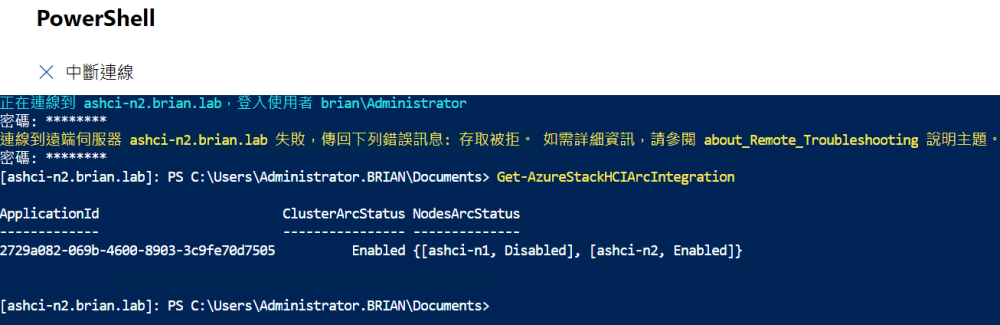 PowerShell
中斷連線
正在連線到 ashci-n2.brian.lab，登入使用者 brian\Administrator
密碼: ********
連線到遠端伺服器 ashci-n2.brian.lab 失敗，傳回下列錯誤訊息: 存取被拒。 如需詳細資訊，請參閱 about_Remote_Troubleshooting 說明主題。
密碼: ********
[ashci-n2.brian.lab]: PS C:\Users\Administrator.BRIAN\Documents> Get-AzureStackHCIArcIntegration
ApplicationId ClusterArcStatus NodesArcStatus
------------- ---------------- --------------
2729a082-069b-4600-8903-3c9fe70d7505 Enabled {[ashci-n1, Disabled], [ashci-n2, Enabled]}
[ashci-n2.brian.lab]: PS C:\Users\Administrator.BRIAN\Documents>